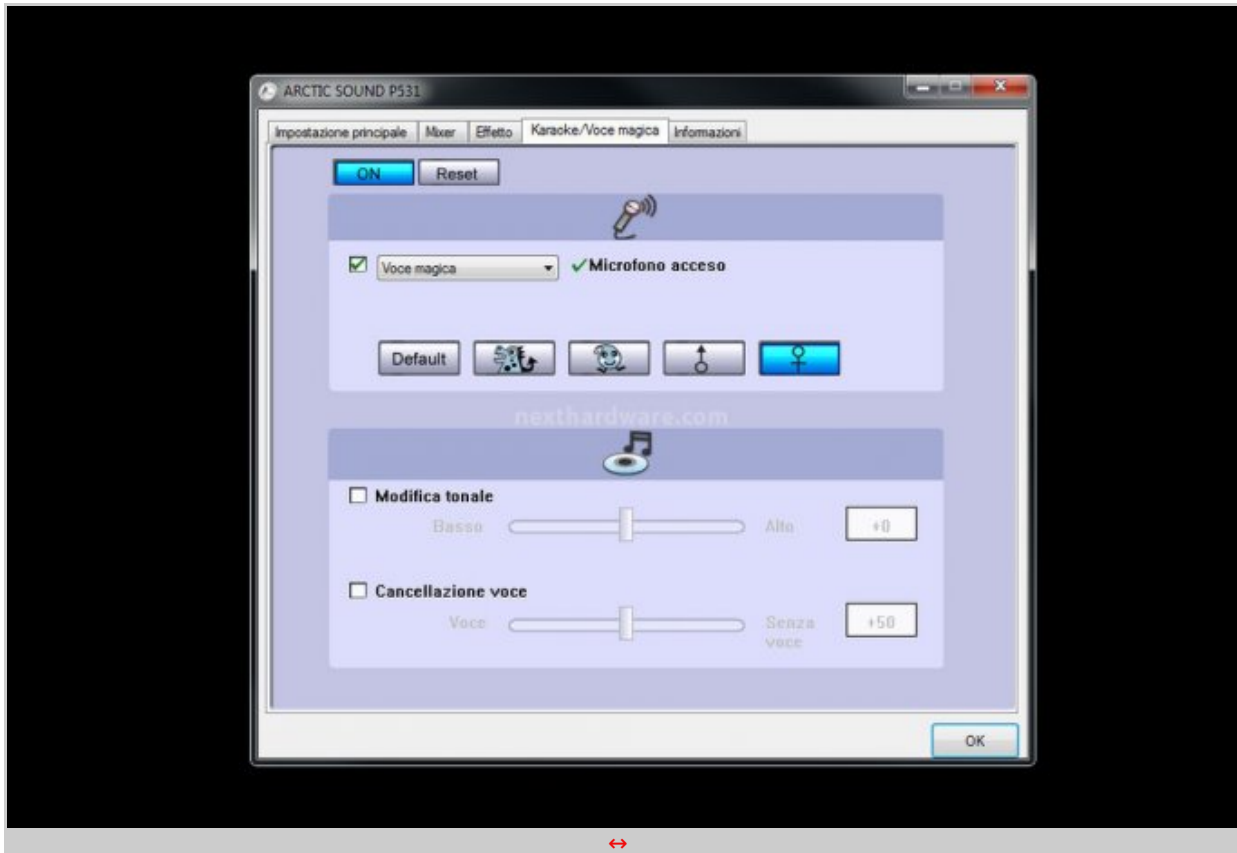 ARCTIC SOUND P531
Impostazione principale Mixer Effetto Karaoke/Voce magica Informazioni
ON Reset
Voce magica ✓Microfono acceso
Default
nexthardware.com
Modifica tonale
Basso Alto +0
Cancellazione voce
Voce Senza voce +50
OK